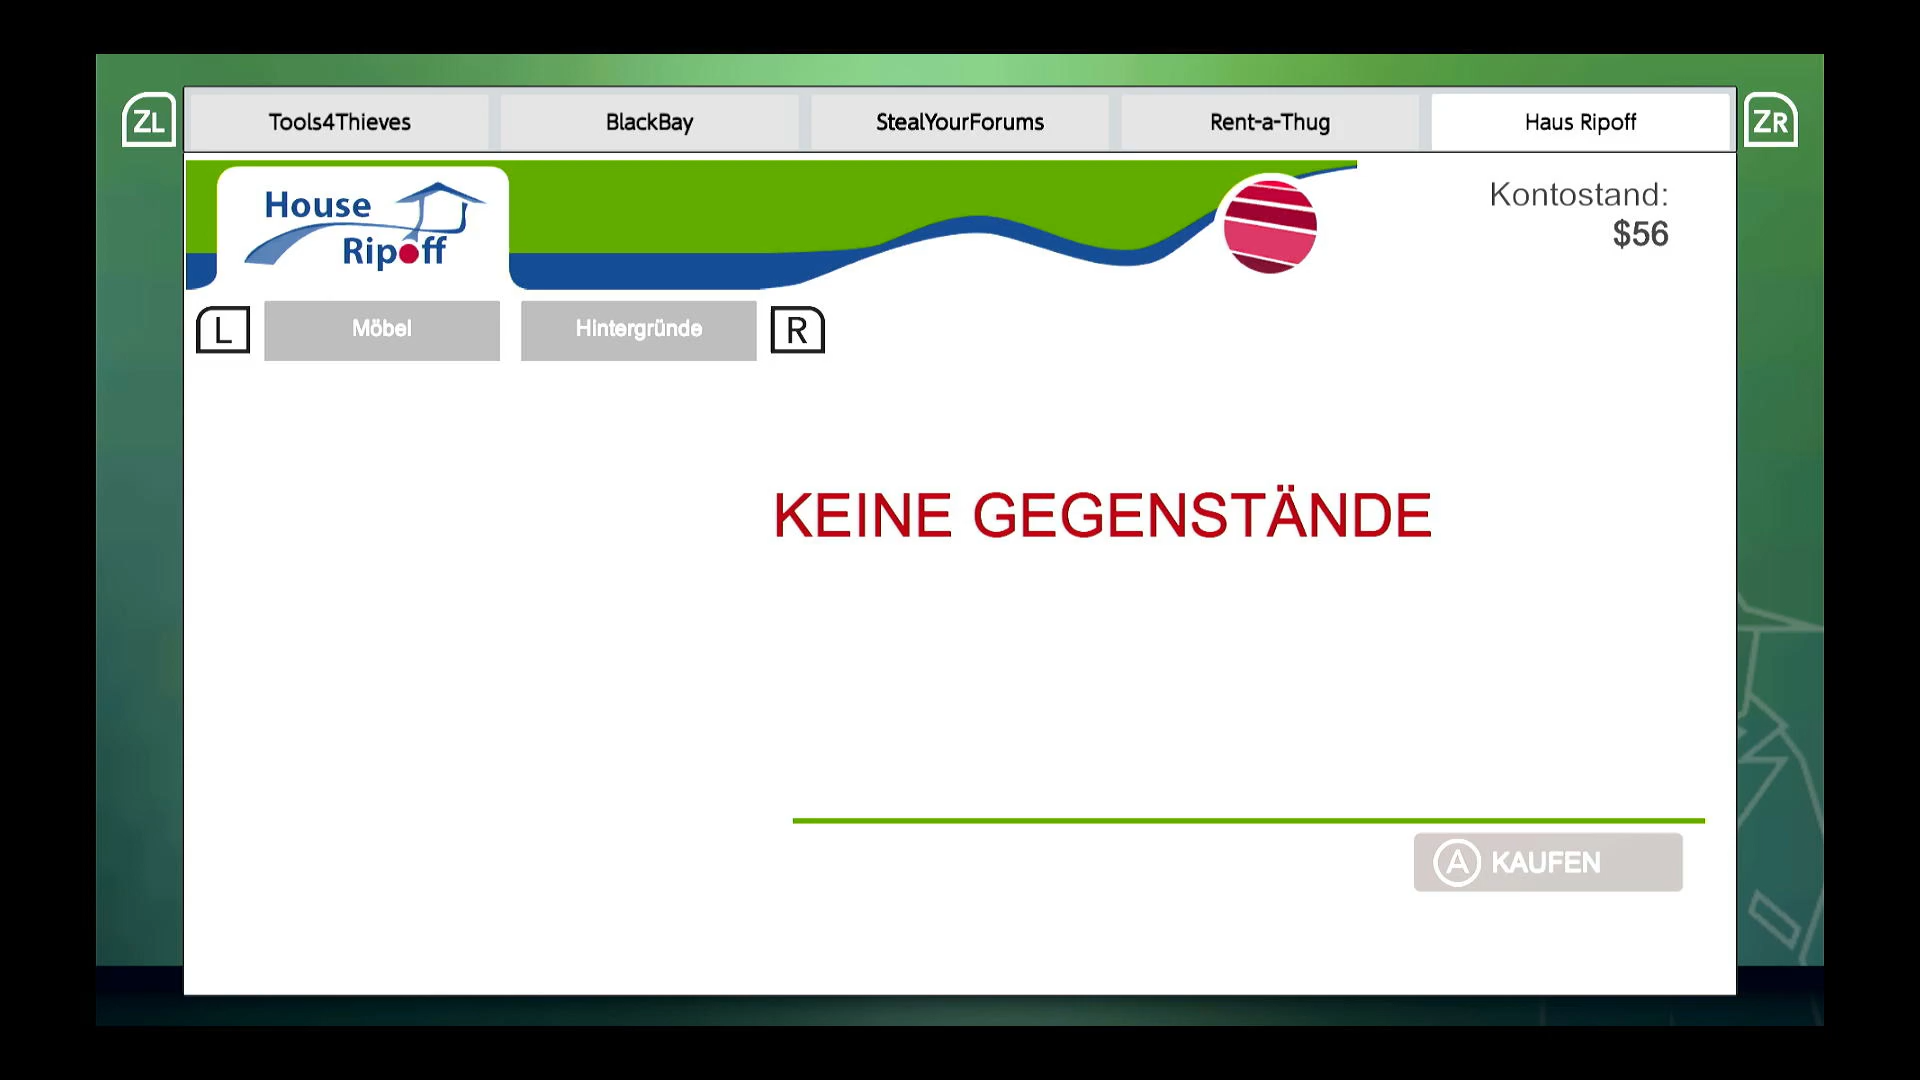 ZL
Tools4Thieves
BlackBay
StealYourForums
Rent-a-Thug
Haus Ripoff
ZR
House
Ripoff
Kontostand:
$56
L
Möbel
Hintergründe
R
KEINE GEGENSTÄNDE
A KAUFEN